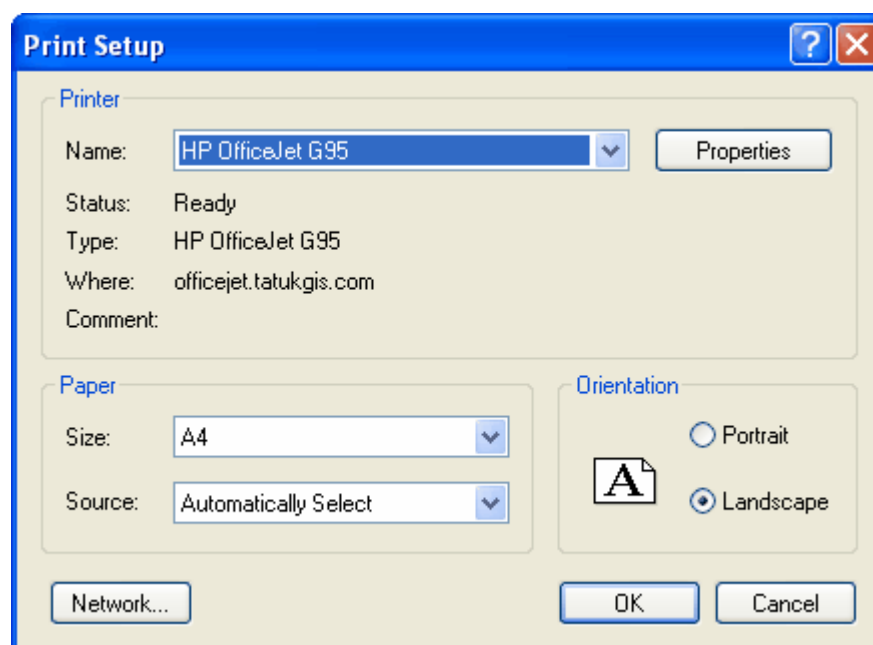 Print Setup
Printer
Name: HP OfficeJet G95 Properties
Status: Ready
Type: HP OfficeJet G95
Where: officejet.tatukgis.com
Comment:
Paper
Size: A4
Source: Automatically Select
Orientation
Portrait
A
Landscape
Network... OK Cancel